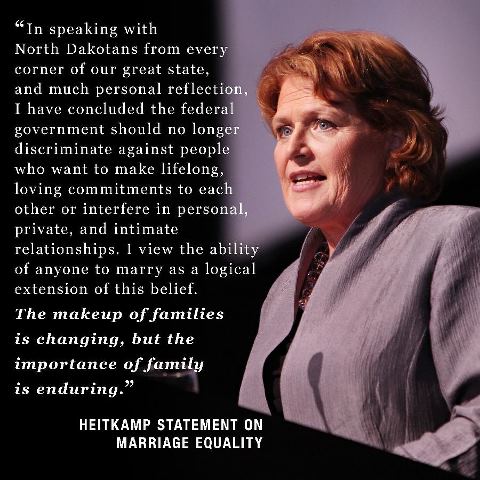 “In speaking with
North Dakotans from every
corner of our great state,
and much personal reflection,
I have concluded the federal
government should no longer
discriminate against people
who want to make lifelong,
loving commitments to each
other or interfere in personal,
private, and intimate
relationships. I view the ability
of anyone to marry as a logical
extension of this belief.
The makeup of families
is changing, but the
importance of family
is enduring.”
HEITKAMP STATEMENT ON
MARRIAGE EQUALITY